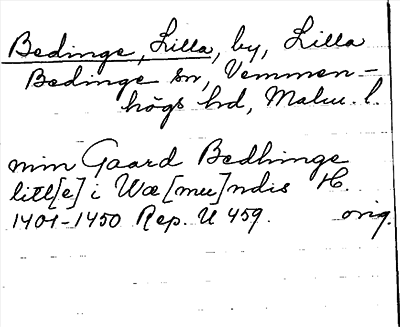 Bedinge, Lilla, by, Lilla
Bedinge sn, Vemmen-
högs hd, Malm. l.
min Gaard Bedhinge
litl[e] i Wæ[mu]ndis H.
1401-1450 Rep. II 459. orig.